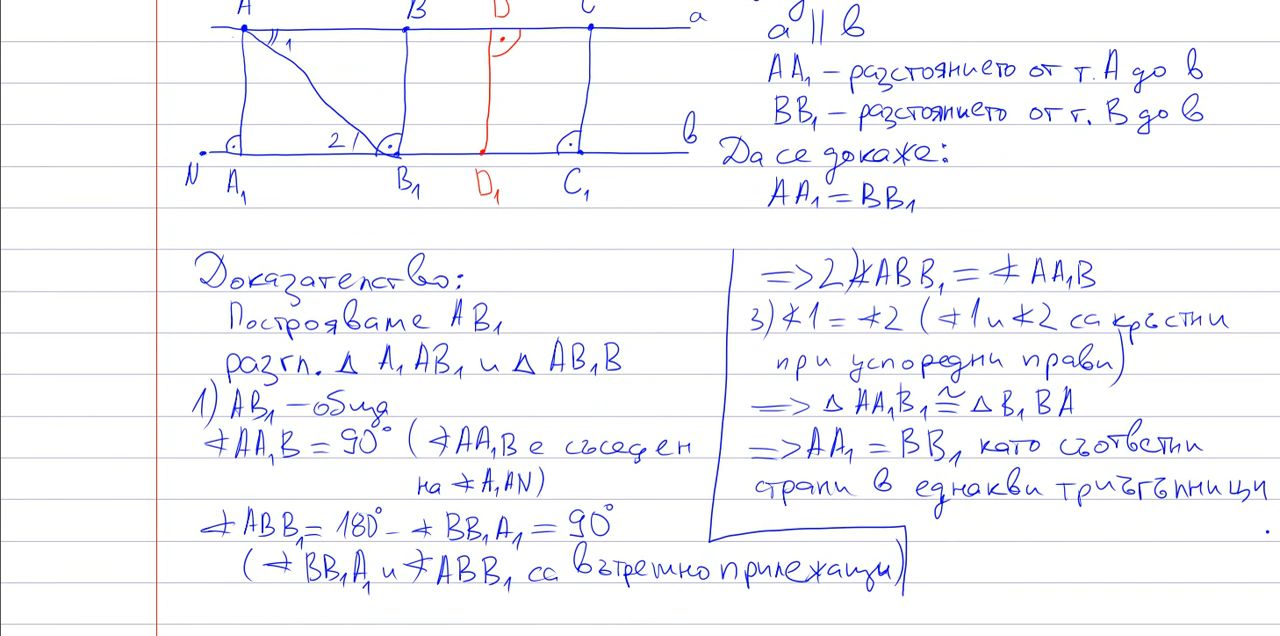 A B D C a
1
2 в
N A₁ B₁ D₁ C₁
a || в
AA₁ – разстоянието от т. А до в
BB₁ – разстоянието от т. В до в
Да се докаже:
AA₁ = BB₁
Доказателство:
Построяваме AB₁
разгл. △ A₁AB₁ и △ AB₁B
1) AB₁ – обща
∢AA₁B = 90° (∢AA₁B е съседен
на ∢A₁AN)
∢ABB₁ = 180° - ∢BB₁A₁ = 90°
(∢BB₁A₁ и ∢ABB₁ са вътрешно прилежащи)
=> 2) ∢ABB₁ = ∢AA₁B
3) ∢1 = ∢2 (∢1 и ∢2 са кръстни
при успоредни прави)
=> △ AA₁B₁ ≅ △ B₁BA
=> AA₁ = BB₁ като съответни
страни в еднакви триъгълници